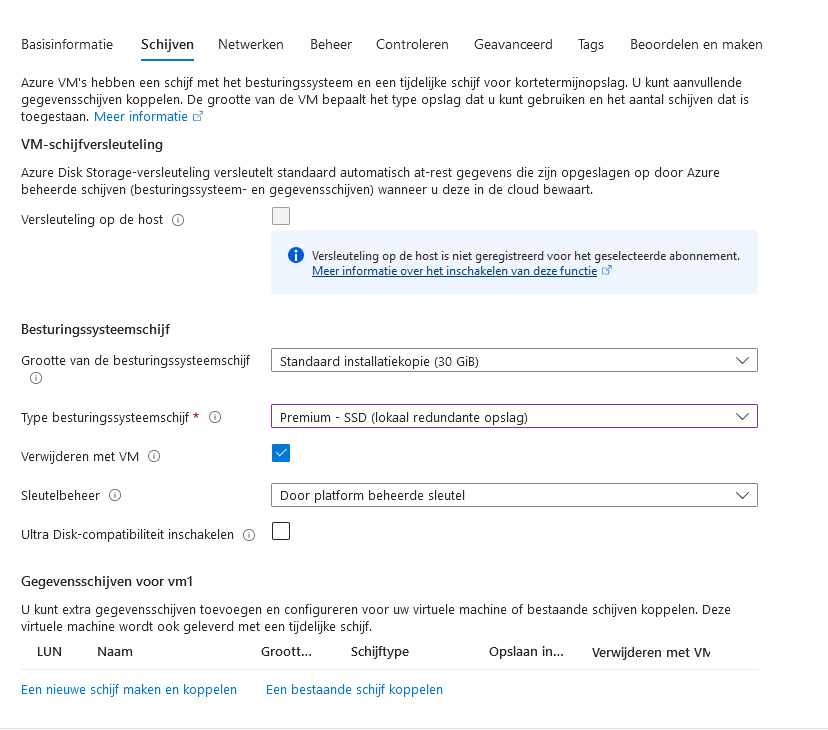 Basisinformatie Schijven Netwerken Beheer Controleren Geavanceerd Tags Beoordelen en maken
Azure VM's hebben een schijf met het besturingssysteem en een tijdelijke schijf voor kortetermijnopslag. U kunt aanvullende
gegevensschijven koppelen. De grootte van de VM bepaalt het type opslag dat u kunt gebruiken en het aantal schijven dat is
toegestaan. Meer informatie
VM-schijfversleuteling
Azure Disk Storage-versleuteling versleutelt standaard automatisch at-rest gegevens die zijn opgeslagen op door Azure
beheerde schijven (besturingssysteem- en gegevensschijven) wanneer u deze in de cloud bewaart.
Versleuteling op de host
Versleuteling op de host is niet geregistreerd voor het geselecteerde abonnement.
Meer informatie over het inschakelen van deze functie
Besturingssysteemschijf
Grootte van de besturingssysteemschijf Standaard installatiekopie (30 GiB)
Type besturingssysteemschijf * Premium - SSD (lokaal redundante opslag)
Verwijderen met VM
Sleutelbeheer Door platform beheerde sleutel
Ultra Disk-compatibiliteit inschakelen
Gegevensschijven voor vm1
U kunt extra gegevensschijven toevoegen en configureren voor uw virtuele machine of bestaande schijven koppelen. Deze
virtuele machine wordt ook geleverd met een tijdelijke schijf.
LUN Naam Groott... Schijftype Opslaan in... Verwijderen met VM
Een nieuwe schijf maken en koppelen Een bestaande schijf koppelen